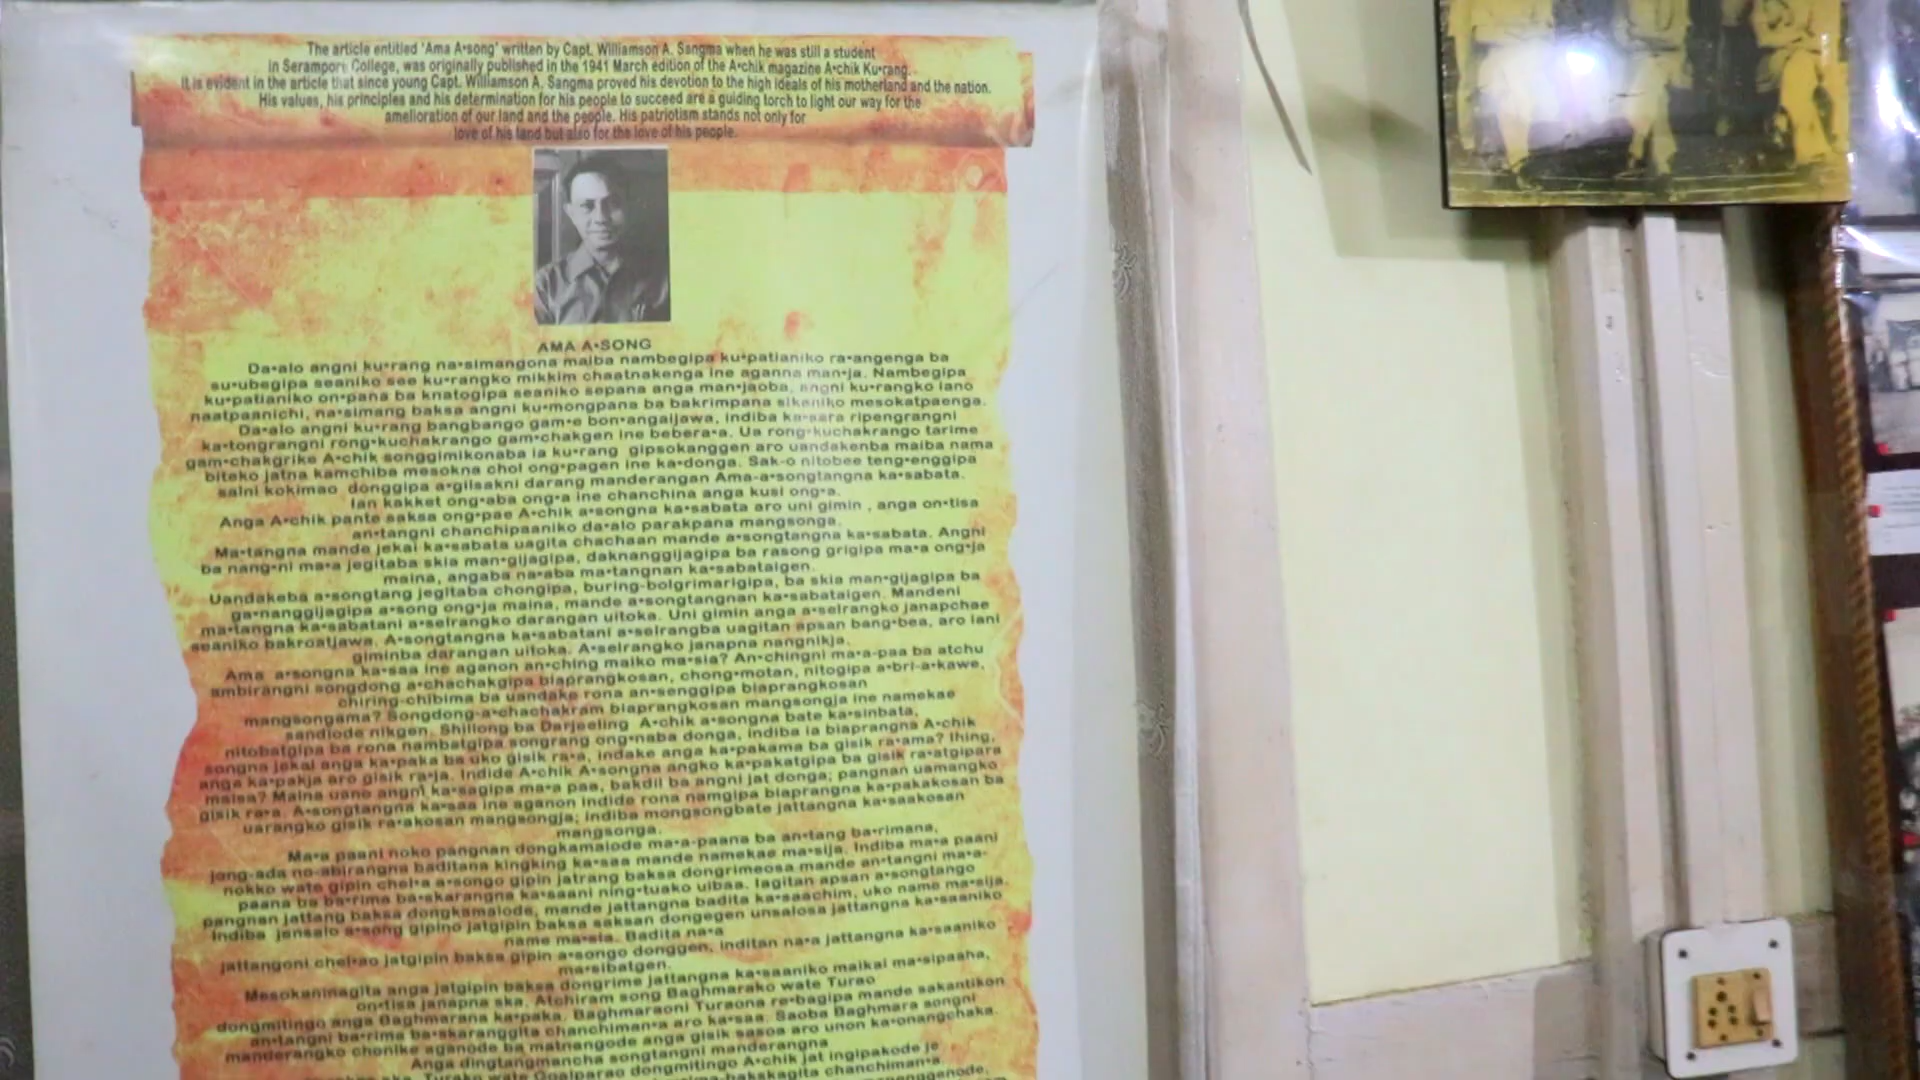 The article entitled 'Ama A•song' written by Capt. Williamson A. Sangma when he was still a student
in Serampore College, was originally published in the 1941 March edition of the A•chik magazine A•chik Ku•rang.
It is evident in the article that since young Capt. Williamson A. Sangma proved his devotion to the high ideals of his motherland and the nation.
His values, his principles and his determination for his people to succeed are a guiding torch to light our way for the
amelioration of our land and the people. His patriotism stands not only for
love of his land but also for the love of his people.
AMA A•SONG
Da•alo angni ku•rang na•simangona maiba nambegipa ku•patianiko ra•angenga ba
su•ubegipa seaniko see ku•rangko mikkim chaatnakenga ine aganna man•ja. Nambegipa
ku•patianiko on•pana ba knatogipa seaniko sepana anga man•jaoba, angni ku•rangko iano
naatpaanichi, na•simang baksa angni ku•mongpana ba bakrimpana sikaniko mesokatpaenga.
Da•alo angni ku•rang bangbango gam•e bon•angaijawa, indiba ka•sara ripengrangni
ka•tongrangni rong•kuchakrango gam•chakgen ine bebera•a. Ua rong•kuchakrango tarime
gam•chakgrike A•chik songgimikonaba ia ku•rang gipsokanggen aro uandakenba maiba nama
biteko jatna kamchiba mesokna chol ong•pagen ine ka•donga. Sak•o nitobee teng•enggipa
salni kokimao donggipa a•gilsakni darang manderangan Ama-a•songtangna ka•sabata.
Ian kakket ong•aba ong•a ine chanchina anga kusi ong•a.
Anga A•chik pante saksa ong•pae A•chik a•songna ka•sabata aro uni gimin , anga on•tisa
an•tangni chanchipaaniko da•alo parakpana mangsonga.
Ma•tangna mande jekai ka•sabata uagita chachaan mande a•songtangna ka•sabata. Angni
ba nang•ni ma•a jegitaba skia man•gijagipa, daknanggijagipa ba rasong grigipa ma•a ong•ja
maina, angaba na•aba ma•tangnan ka•sabataigen.
Uandakeba a•songtang jegitaba chongipa, buring-bolgrimarigipa, ba skia man•gijagipa ba
ga•nanggijagipa a•song ong•ja maina, mande a•songtangnan ka•sabataigen. Mandeni
ma•tangna ka•sabatani a•selrangko darangan uitoka. Uni gimin anga a•selrangko janapchae
seaniko bakroatjawa. A•songtangna ka•sabatani a•selrangba uagitan apsan bang•bea, aro iani
giminba darangan uitoka. A•selrangko janapna nangnikja.
Ama a•songna ka•saa ine aganon an•ching maiko ma•sia? An•chingni ma•a-paa ba atchu
ambirangni songdong a•chachakgipa biaprangkosan, chong•motan, nitogipa a•bri-a•kawe,
chiring-chibima ba uandake rona an•senggipa biaprangkosan
mangsongama? Songdong-a•chachakram biaprangkosan mangsongja ine namekae
sandiode nikgen. Shillong ba Darjeeling A•chik a•songna bate ka•sinbata,
nitobatgipa ba rona nambatgipa songrang ong•naba donga, indiba ia biaprangna A•chik
songna jekai anga ka•paka ba uko gisik ra•a, indake anga ka•pakama ba gisik ra•ama? Ihing,
anga ka•pakja aro gisik ra•ja. Indide A•chik A•songna angko ka•pakatgipa ba gisik ra•atgipara
maisa? Maina uano angni ka•sagipa ma•a paa, bakdil ba angni jat donga; pangnan uamangko
gisik ra•a. A•songtangna ka•saa ine aganon indide rona namgipa biaprangna ka•pakakosan ba
uarangko gisik ra•akosan mangsongja; indiba mongsongbate jattangna ka•saakosan
mangsonga.
Ma•a paani noko pangnan dongkamaiode ma•a-paana ba an•tang ba•rimana,
jong-ada no-abirangna baditana kingking ka•saa mande namekae ma•sija. Indiba ma•a paani
nokko wate gipin chel•a a•songo gipin jatrang baksa dongrimeosa mande an•tangni ma•a-
paana ba ba•rima ba•skarangna ka•saani ning•tuako uibaa. Iagitan apsan a•songtango
pangnan jattang baksa dongkamaiode, mande jattangna badita ka•saachim, uko name ma•sija.
Indiba jensalo a•song gipino jatgipin baksa saksan dongegen unsalosa jattangna ka•saaniko
name ma•sia. Badita na•a
jattangoni chel•ao jatgipin baksa gipin a•songo donggen, inditan na•a jattangna ka•saaniko
ma•sibatgen.
Mesokaninagita anga jatgipin baksa dongrime jattangna ka•saaniko maikai ma•sipaaha,
on•tisa janapna ska. Atchiram song Baghmarako wate Turao
dongmitingo anga Baghmarana ka•paka. Baghmaraoni Turaona re•bagipa mande sakantikon
an•tangni ba•rima ba•skaranggita chanchiman•a aro ka•saa. Saoba Baghmara songni
manderangko chonike aganode ba matnangode anga gisik sasoa aro unon ka•onangchaka.
Anga dingtangmancha songtangni manderangna